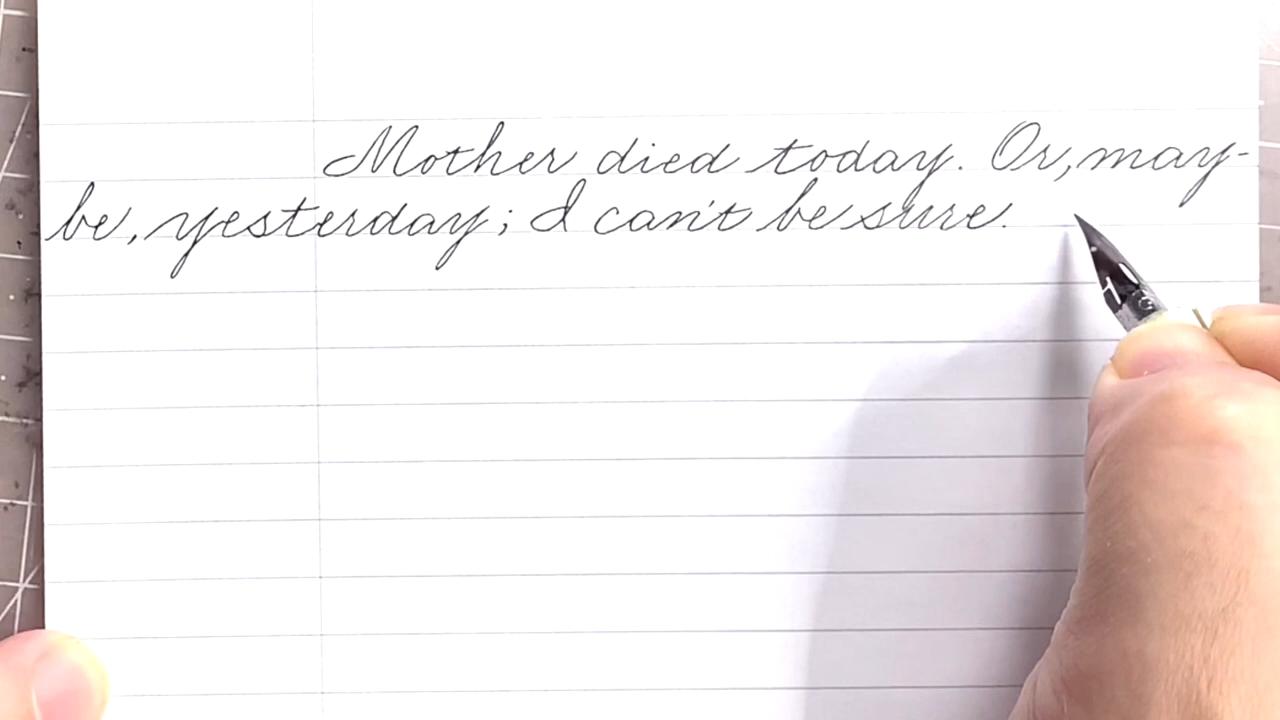 Mother died today. Or, may-
be, yesterday; I can't be sure.